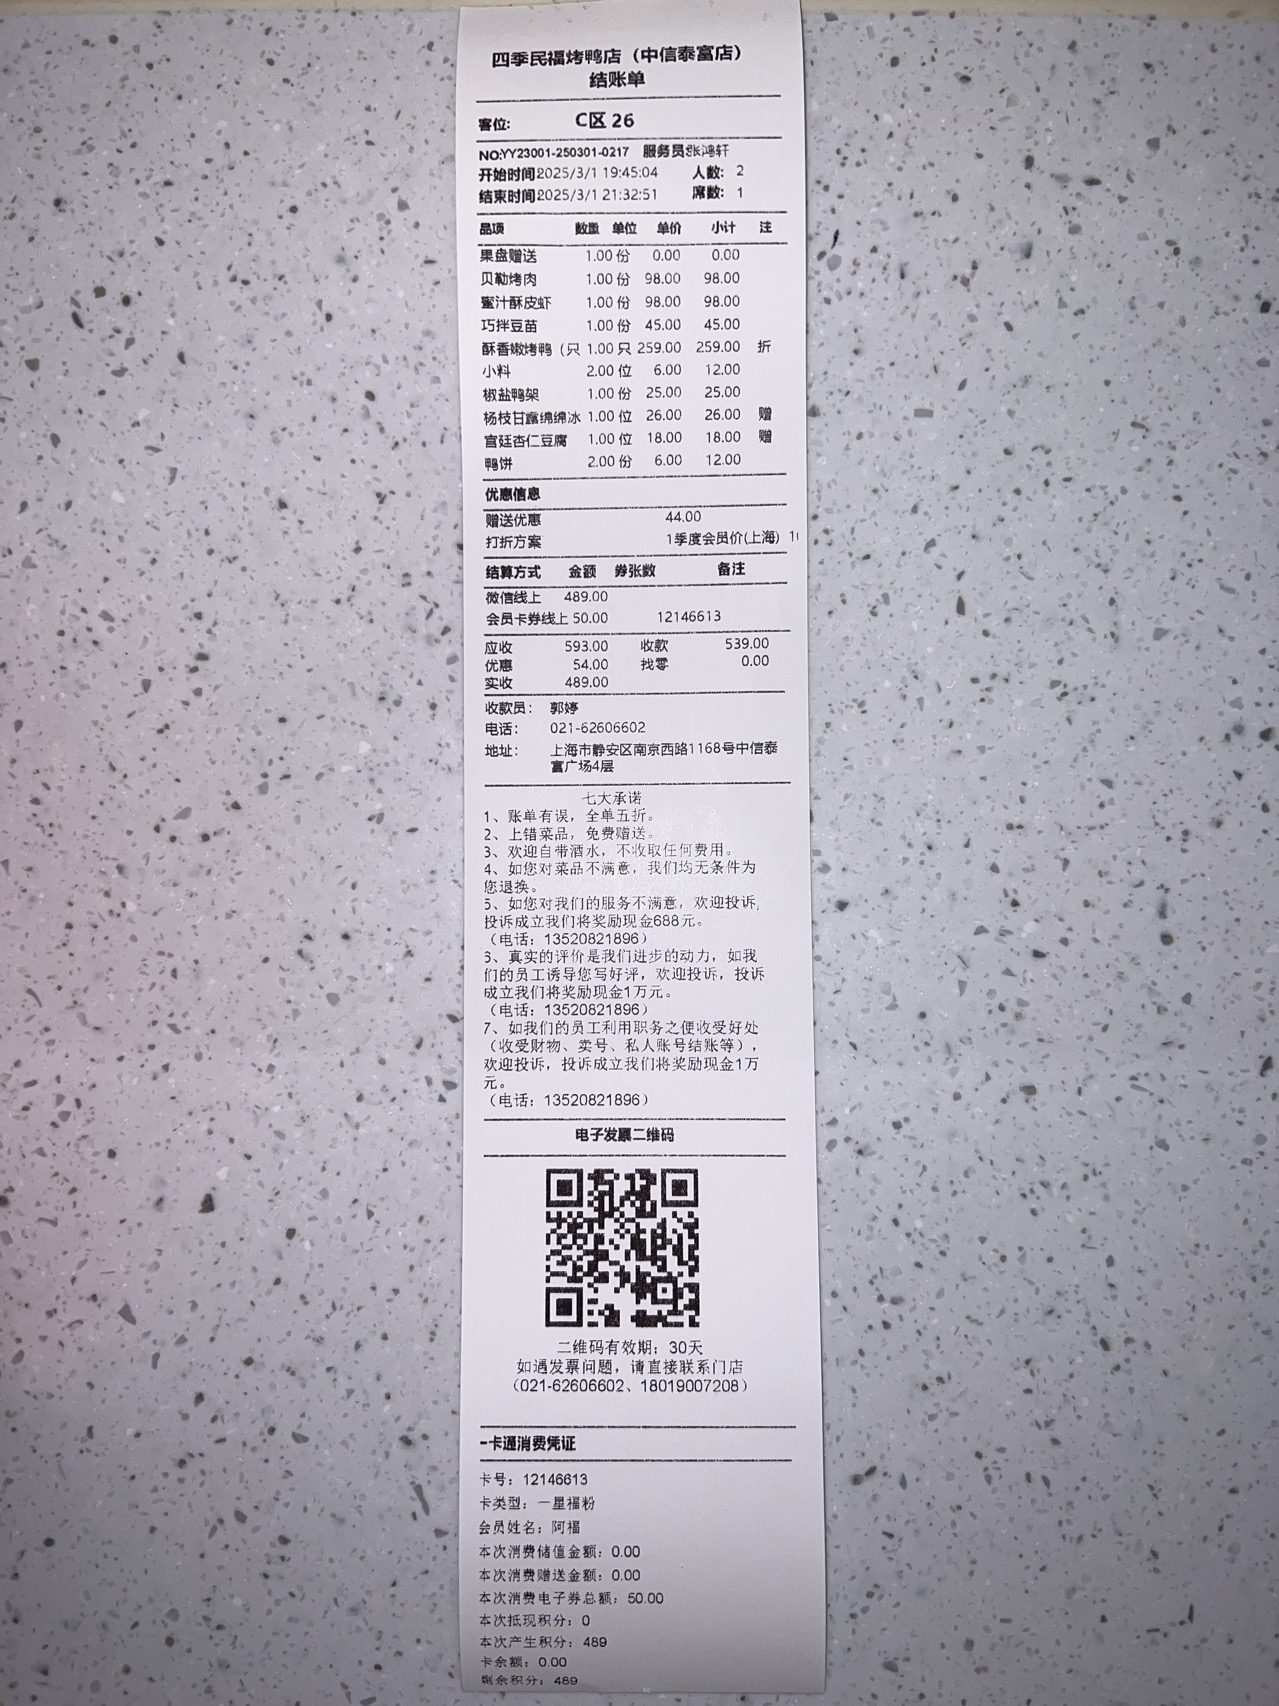 四季民福烤鸭店（中信泰富店）
结账单
客位: C区 26
NO:YY23001-250301-0217 服务员:张鸿轩
开始时间2025/3/1 19:45:04 人数: 2
结束时间2025/3/1 21:32:51 席数: 1
品项 数量 单位 单价 小计 注
果盘赠送 1.00 份 0.00 0.00
贝勒烤肉 1.00 份 98.00 98.00
蜜汁酥皮虾 1.00 份 98.00 98.00
巧拌豆苗 1.00 份 45.00 45.00
酥香嫩烤鸭（只 1.00 只 259.00 259.00 折
小料 2.00 位 6.00 12.00
椒盐鸭架 1.00 份 25.00 25.00
杨枝甘露绵绵冰 1.00 位 26.00 26.00 赠
宫廷杏仁豆腐 1.00 位 18.00 18.00 赠
鸭饼 2.00 份 6.00 12.00
优惠信息
赠送优惠 44.00
打折方案 1季度会员价(上海)
结算方式 金额 券张数 备注
微信线上 489.00
会员卡券线上 50.00 12146613
应收 593.00 收款 539.00
优惠 54.00 找零 0.00
实收 489.00
收款员: 郭婷
电话: 021-62606602
地址: 上海市静安区南京西路1168号中信泰
富广场4层
七大承诺
1、账单有误，全单五折。
2、上错菜品，免费赠送。
3、欢迎自带酒水，不收取任何费用。
4、如您对菜品不满意，我们均无条件为
您退换。
5、如您对我们的服务不满意，欢迎投诉，
投诉成立我们将奖励现金688元。
（电话：13520821896）
6、真实的评价是我们进步的动力，如我
们的员工诱导您写好评，欢迎投诉，投诉
成立我们将奖励现金1万元。
（电话：13520821896）
7、如我们的员工利用职务之便收受好处
（收受财物、卖号、私人账号结账等），
欢迎投诉，投诉成立我们将奖励现金1万
元。
（电话：13520821896）
电子发票二维码
二维码有效期：30天
如遇发票问题，请直接联系门店
（021-62606602、18019007208）
一卡通消费凭证
卡号：12146613
卡类型：一星福粉
会员姓名：阿福
本次消费储值金额：0.00
本次消费赠送金额：0.00
本次消费电子券总额：50.00
本次抵现积分：0
本次产生积分：489
卡余额：0.00
剩余积分：489